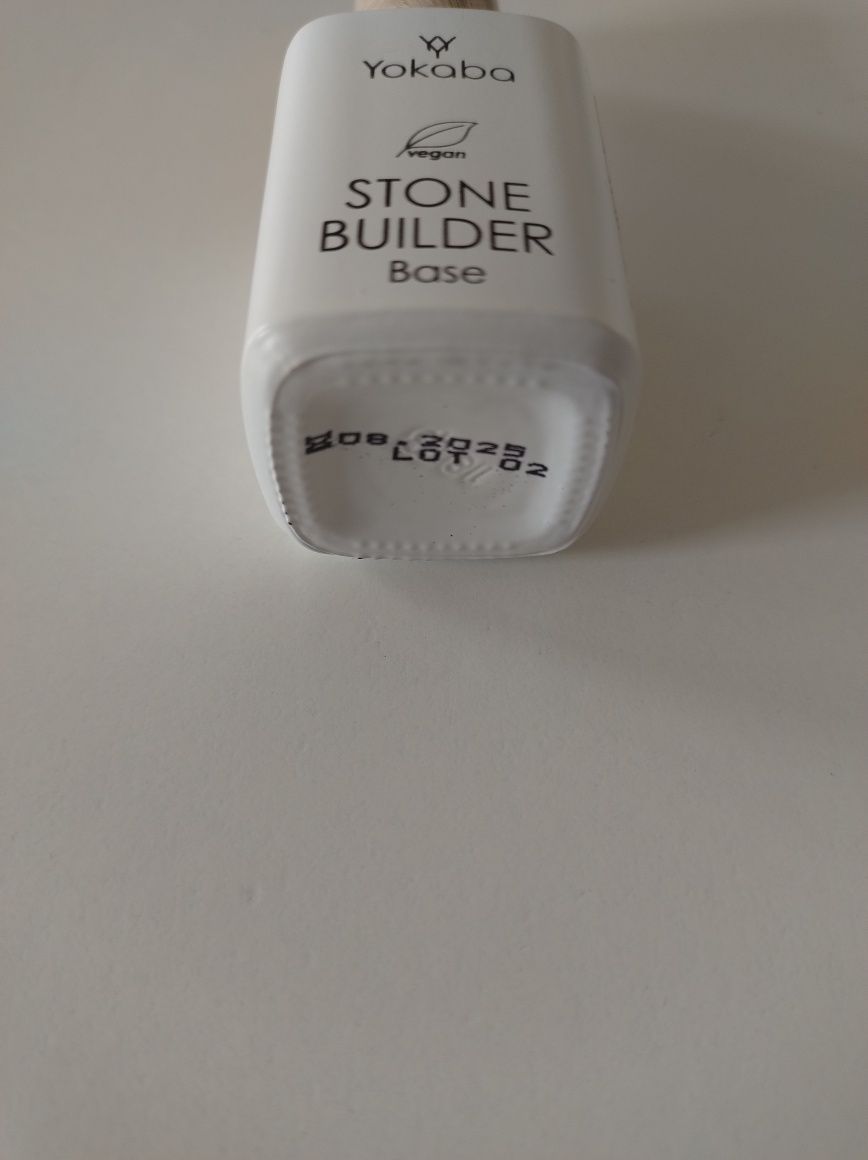 Yokaba
vegan
STONE
BUILDER
Base
08.2025
LOT 02